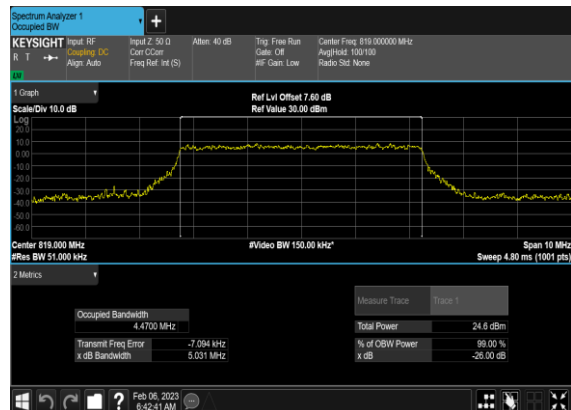 Spectrum Analyzer 1
Occupied BW
KEYSIGHT
R T
Input: RF
Coupling: DC
Align: Auto
Input Z: 50 Ω
Corr CCorr
Freq Ref: Int (S)
Atten: 40 dB
Trig: Free Run
Gate: Off
#IF Gain: Low
Center Freq: 819.000000 MHz
Avg|Hold: 100/100
Radio Std: None
1 Graph
Scale/Div 10.0 dB
Ref Lvl Offset 7.60 dB
Ref Value 30.00 dBm
Log
20.0
10.0
0.00
-10.0
-20.0
-30.0
-40.0
-50.0
-60.0
Center 819.000 MHz
#Res BW 51.000 kHz
#Video BW 150.00 kHz*
Span 10 MHz
Sweep 4.80 ms (1001 pts)
2 Metrics
Measure Trace
Trace 1
Occupied Bandwidth
4.4700 MHz
Total Power 24.6 dBm
Transmit Freq Error -7.094 kHz
% of OBW Power 99.00 %
x dB Bandwidth 5.031 MHz
x dB -26.00 dB
?
Feb 06, 2023
6:42:41 AM